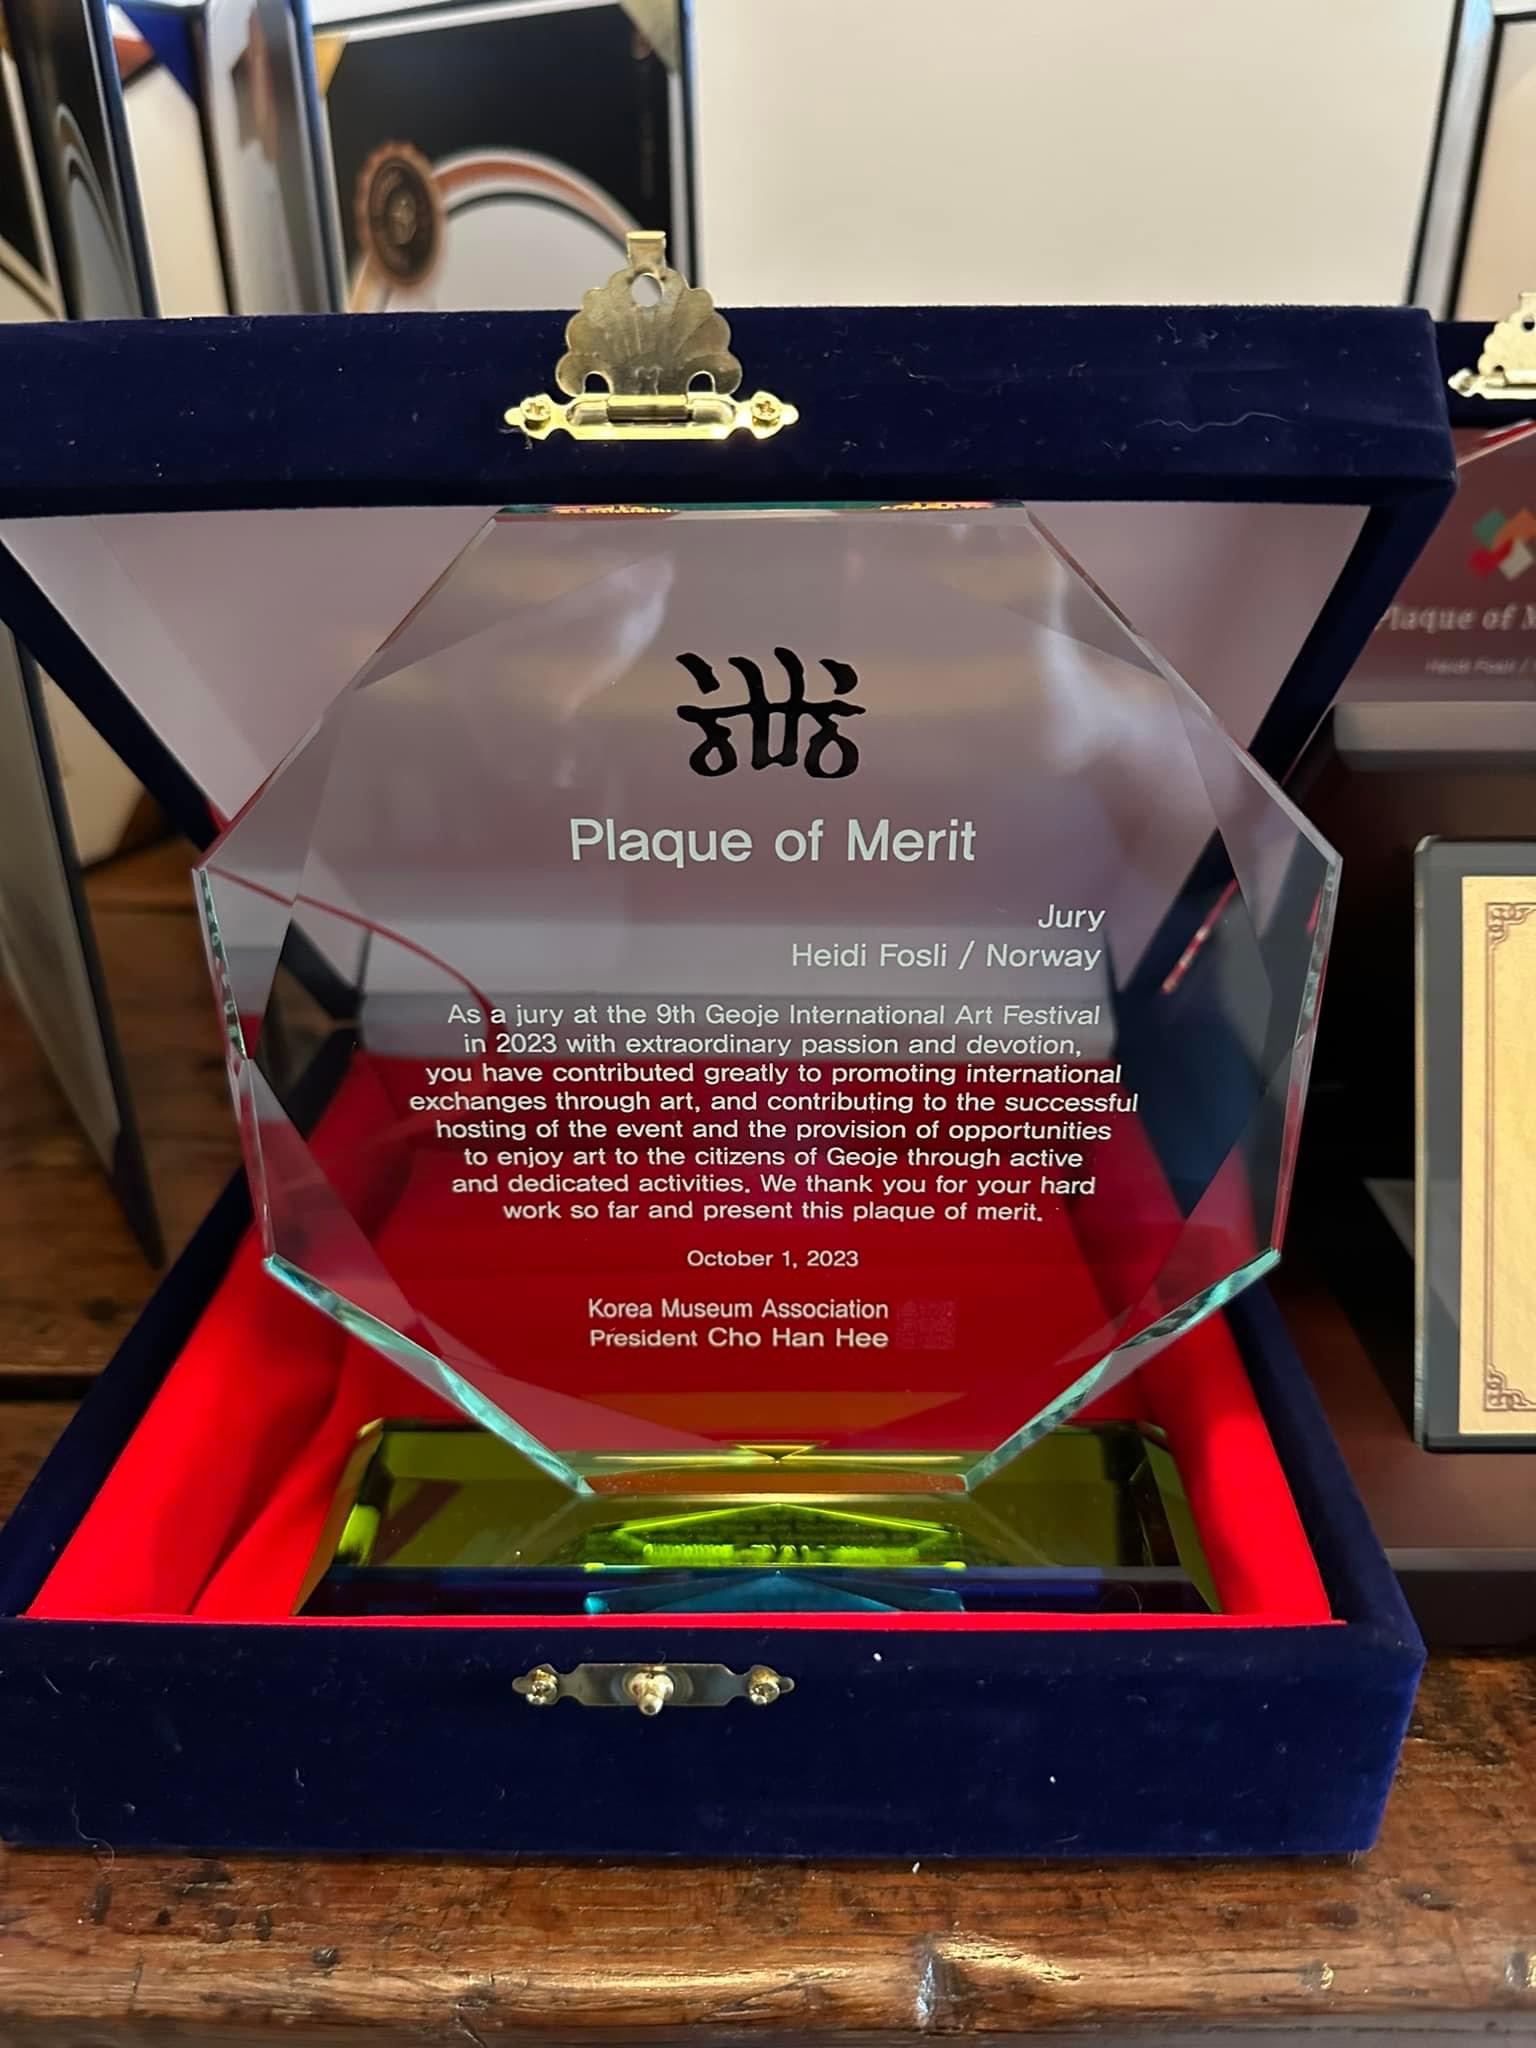 Plaque of Merit
Jury
Heidi Fosli / Norway
As a jury at the 9th Geoje International Art Festival
in 2023 with extraordinary passion and devotion,
you have contributed greatly to promoting international
exchanges through art, and contributing to the successful
hosting of the event and the provision of opportunities
to enjoy art to the citizens of Geoje through active
and dedicated activities. We thank you for your hard
work so far and present this plaque of merit.
October 1, 2023
Korea Museum Association
President Cho Han Hee
Plaque of
Heidi Fosli /